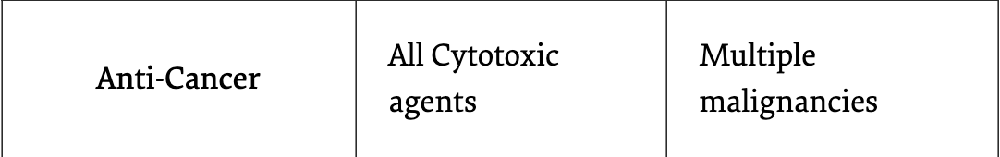 Anti-Cancer
All Cytotoxic
agents
Multiple
malignancies